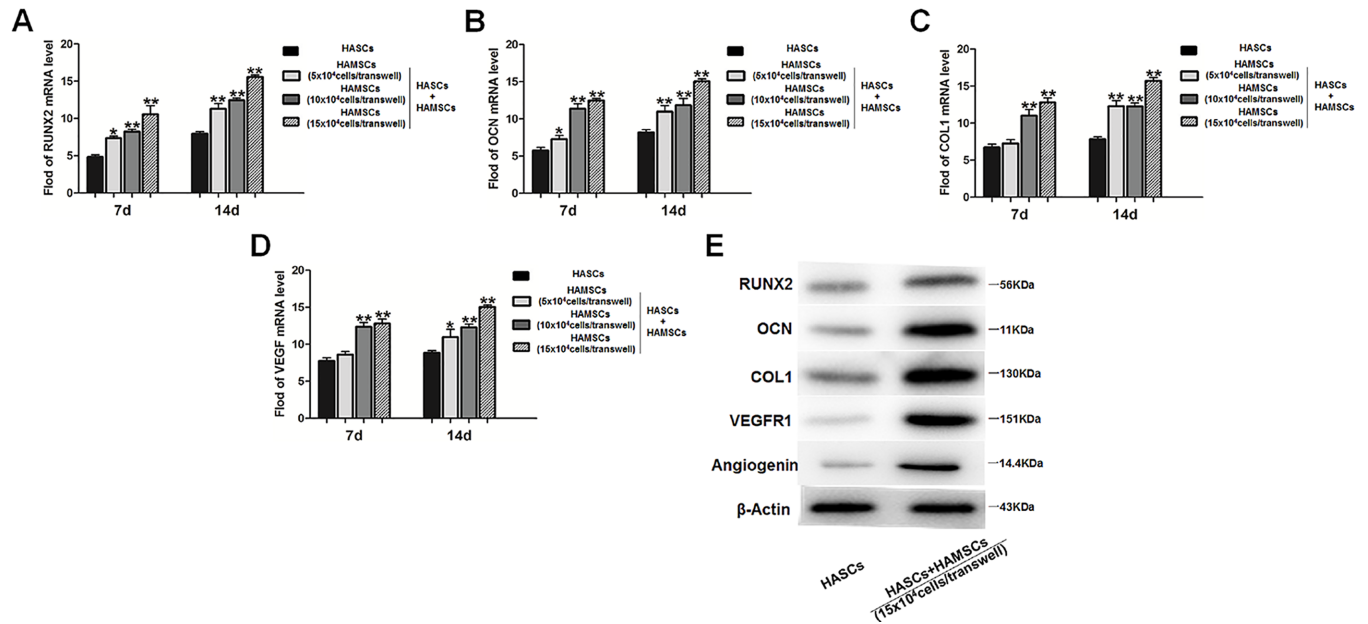 A
Flod of RUNX2 mRNA level
20
15
10
5
0
* ** ** ** ** **
7d
14d
HASCs
HAMSCs
(5x10⁴cells/transwell)
HAMSCs
(10x10⁴cells/transwell)
HAMSCs
(15x10⁴cells/transwell)
HASCs
+
HAMSCs
B
Flod of OCN mRNA level
20
15
10
5
0
* ** ** ** ** **
7d
14d
HASCs
HAMSCs
(5x10⁴cells/transwell)
HAMSCs
(10x10⁴cells/transwell)
HAMSCs
(15x10⁴cells/transwell)
HASCs
+
HAMSCs
C
Flod of COL1 mRNA level
20
15
10
5
0
** ** ** ** **
7d
14d
HASCs
HAMSCs
(5x10⁴cells/transwell)
HAMSCs
(10x10⁴cells/transwell)
HAMSCs
(15x10⁴cells/transwell)
HASCs
+
HAMSCs
D
Flod of VEGF mRNA level
20
15
10
5
0
** ** * ** **
7d
14d
HASCs
HAMSCs
(5x10⁴cells/transwell)
HAMSCs
(10x10⁴cells/transwell)
HAMSCs
(15x10⁴cells/transwell)
HASCs
+
HAMSCs
E
RUNX2 56KDa
OCN 11KDa
COL1 130KDa
VEGFR1 151KDa
Angiogenin 14.4KDa
β-Actin 43KDa
HASCs
HASCs+HAMSCs
(15x10⁴cells/transwell)